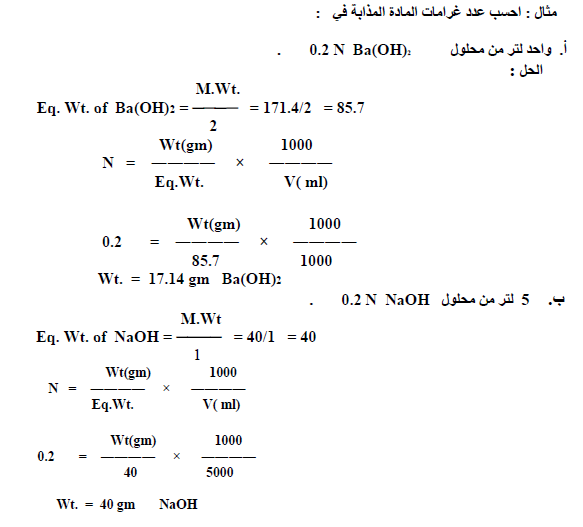 مثال : احسب عدد غرامات المادة المذابة في :
أ. واحد لتر من محلول 0.2 N Ba(OH)₂ .
الحل :
M.Wt.
Eq. Wt. of Ba(OH)₂ = ——— = 171.4/2 = 85.7
2
Wt(gm) 1000
N = ———— × ————
Eq.Wt. V( ml)
Wt(gm) 1000
0.2 = ———— × ————
85.7 1000
Wt. = 17.14 gm Ba(OH)₂
ب. 5 لتر من محلول 0.2 N NaOH .
M.Wt
Eq. Wt. of NaOH = ——— = 40/1 = 40
1
Wt(gm) 1000
N = ———— × ————
Eq.Wt. V( ml)
Wt(gm) 1000
0.2 = ———— × ————
40 5000
Wt. = 40 gm NaOH